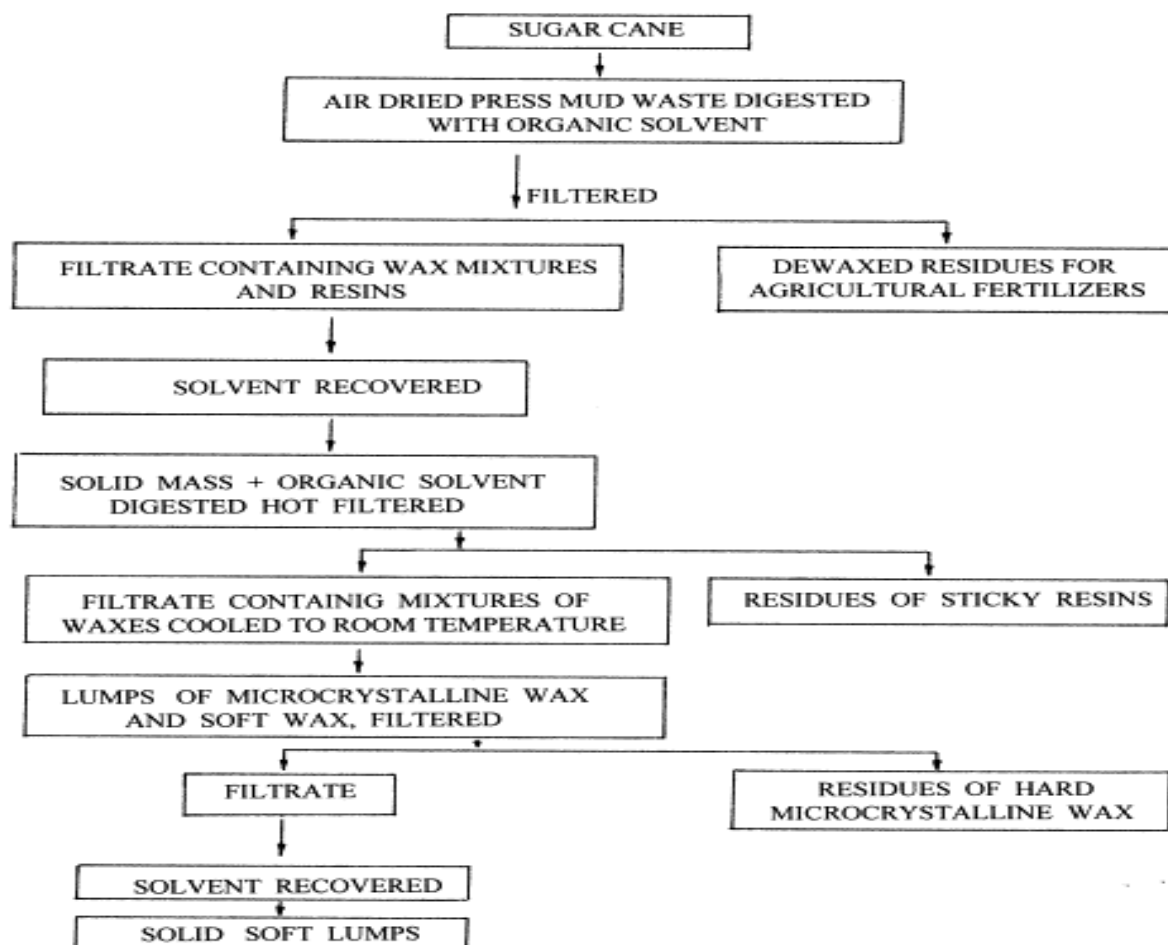 SUGAR CANE
AIR DRIED PRESS MUD WASTE DIGESTED
WITH ORGANIC SOLVENT
FILTERED
FILTRATE CONTAINING WAX MIXTURES
AND RESINS
DEWAXED RESIDUES FOR
AGRICULTURAL FERTILIZERS
SOLVENT RECOVERED
SOLID MASS + ORGANIC SOLVENT
DIGESTED HOT FILTERED
FILTRATE CONTAINIG MIXTURES OF
WAXES COOLED TO ROOM TEMPERATURE
RESIDUES OF STICKY RESINS
LUMPS OF MICROCRYSTALLINE WAX
AND SOFT WAX, FILTERED
FILTRATE
RESIDUES OF HARD
MICROCRYSTALLINE WAX
SOLVENT RECOVERED
SOLID SOFT LUMPS